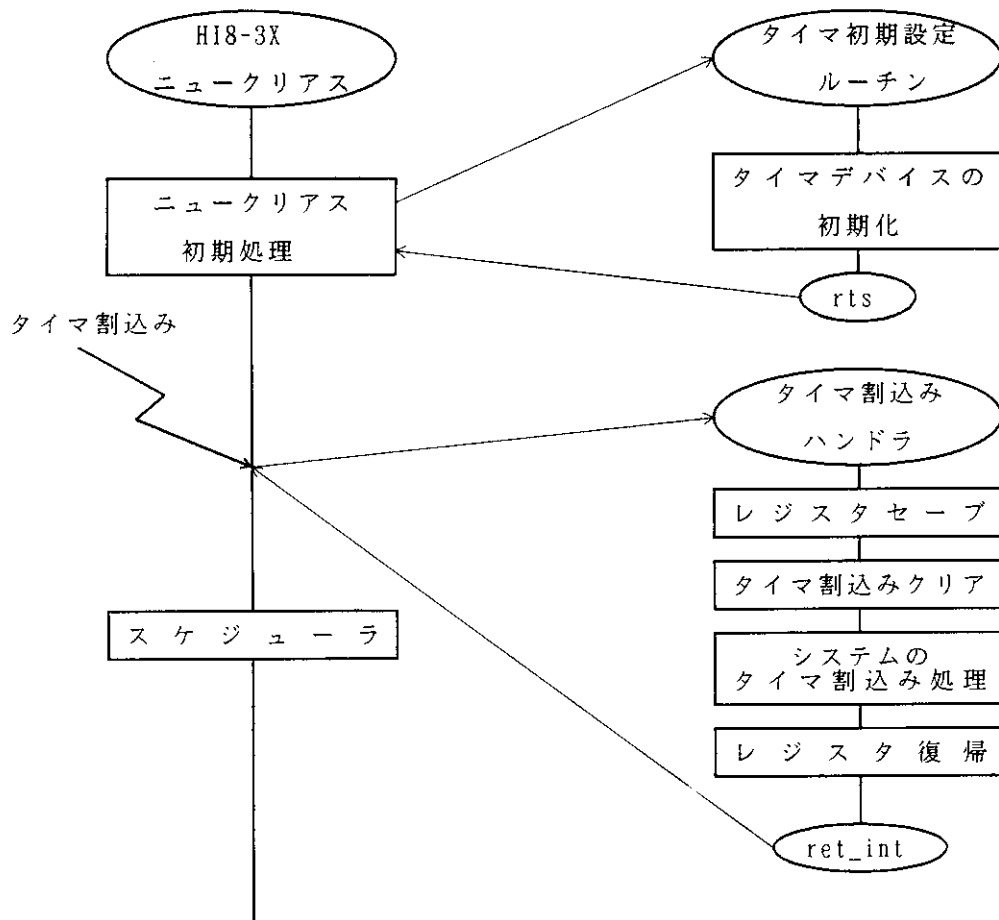 HI8-3X
ニュークリアス
ニュークリアス
初期処理
タイマ割込み
スケジューラ
タイマ初期設定
ルーチン
タイマデバイスの
初期化
rts
タイマ割込み
ハンドラ
レジスタセーブ
タイマ割込みクリア
システムの
タイマ割込み処理
レジスタ復帰
ret_int